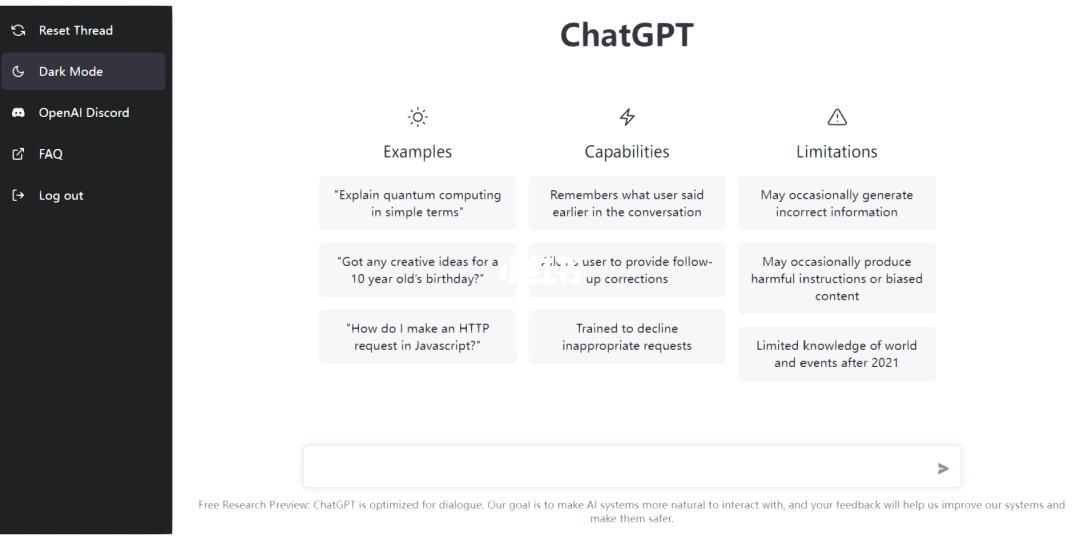 Reset Thread
Dark Mode
OpenAI Discord
FAQ
Log out
ChatGPT
Examples
"Explain quantum computing
in simple terms"
"Got any creative ideas for a
10 year old's birthday?"
"How do I make an HTTP
request in Javascript?"
Capabilities
Remembers what user said
earlier in the conversation
user to provide follow-
up corrections
Trained to decline
inappropriate requests
Limitations
May occasionally generate
incorrect information
May occasionally produce
harmful instructions or biased
content
Limited knowledge of world
and events after 2021
小红书
Free Research Preview: ChatGPT is optimized for dialogue. Our goal is to make AI systems more natural to interact with, and your feedback will help us improve our systems and
make them safer.